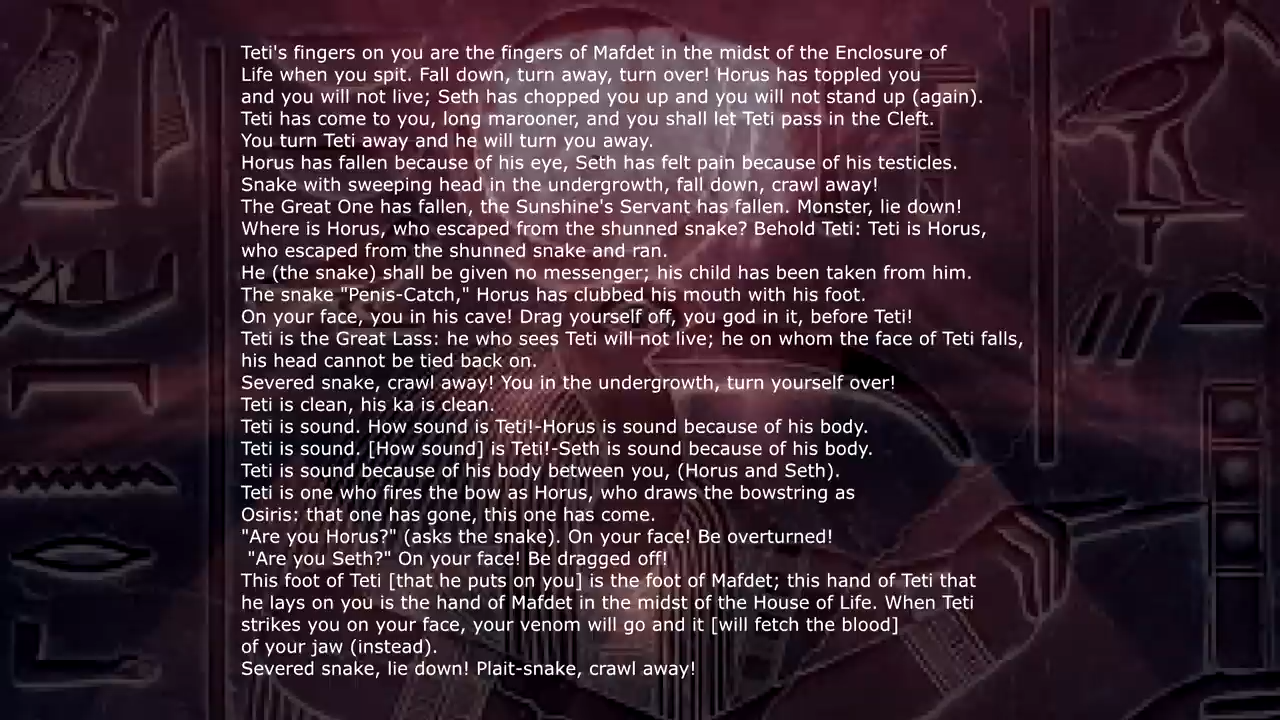 Teti's fingers on you are the fingers of Mafdet in the midst of the Enclosure of
Life when you spit. Fall down, turn away, turn over! Horus has toppled you
and you will not live; Seth has chopped you up and you will not stand up (again).
Teti has come to you, long marooner, and you shall let Teti pass in the Cleft.
You turn Teti away and he will turn you away.
Horus has fallen because of his eye, Seth has felt pain because of his testicles.
Snake with sweeping head in the undergrowth, fall down, crawl away!
The Great One has fallen, the Sunshine's Servant has fallen. Monster, lie down!
Where is Horus, who escaped from the shunned snake? Behold Teti: Teti is Horus,
who escaped from the shunned snake and ran.
He (the snake) shall be given no messenger; his child has been taken from him.
The snake "Penis-Catch," Horus has clubbed his mouth with his foot.
On your face, you in his cave! Drag yourself off, you god in it, before Teti!
Teti is the Great Lass: he who sees Teti will not live; he on whom the face of Teti falls,
his head cannot be tied back on.
Severed snake, crawl away! You in the undergrowth, turn yourself over!
Teti is clean, his ka is clean.
Teti is sound. How sound is Teti!-Horus is sound because of his body.
Teti is sound. [How sound] is Teti!-Seth is sound because of his body.
Teti is sound because of his body between you, (Horus and Seth).
Teti is one who fires the bow as Horus, who draws the bowstring as
Osiris: that one has gone, this one has come.
"Are you Horus?" (asks the snake). On your face! Be overturned!
"Are you Seth?" On your face! Be dragged off!
This foot of Teti [that he puts on you] is the foot of Mafdet; this hand of Teti that
he lays on you is the hand of Mafdet in the midst of the House of Life. When Teti
strikes you on your face, your venom will go and it [will fetch the blood]
of your jaw (instead).
Severed snake, lie down! Plait-snake, crawl away!